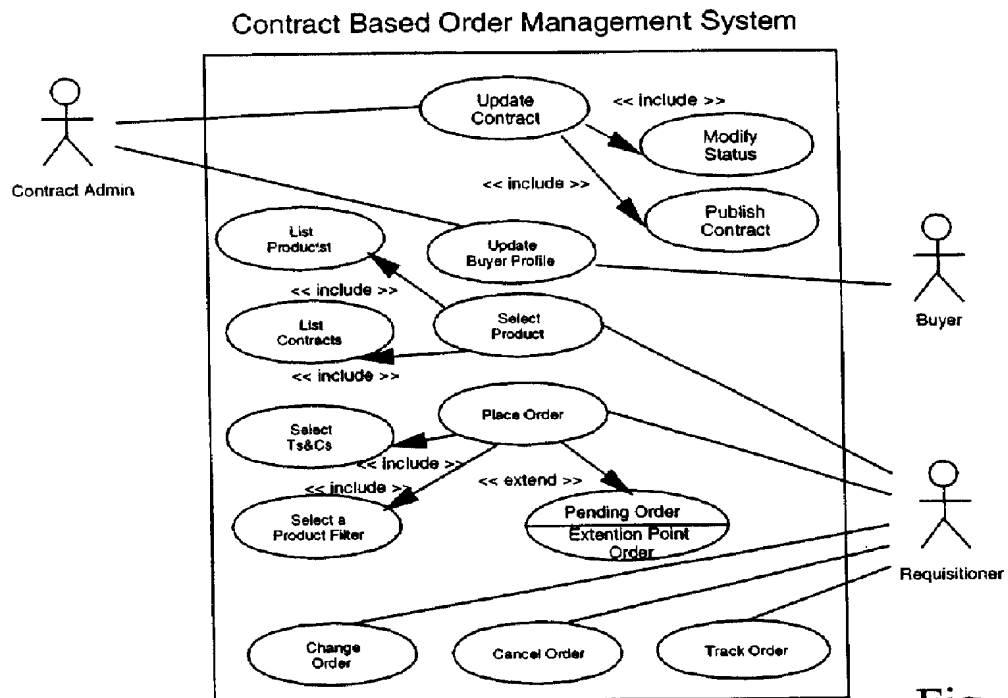 Contract Based Order Management System
Update
Contract
<< include >>
Modify
Status
Contract Admin
<< include >>
Publish
Contract
List
Produc'st
Update
Buyer Profile
<< include >>
Buyer
List
Contracts
Select
Product
<< include >>
Place Order
Select
Ts&Cs
<< include >>
<< include >>
<< extend >>
Select a
Product Filter
Pending Order
Extention Point
Order
Requisitioner
Change
Order
Cancel Order
Track Order